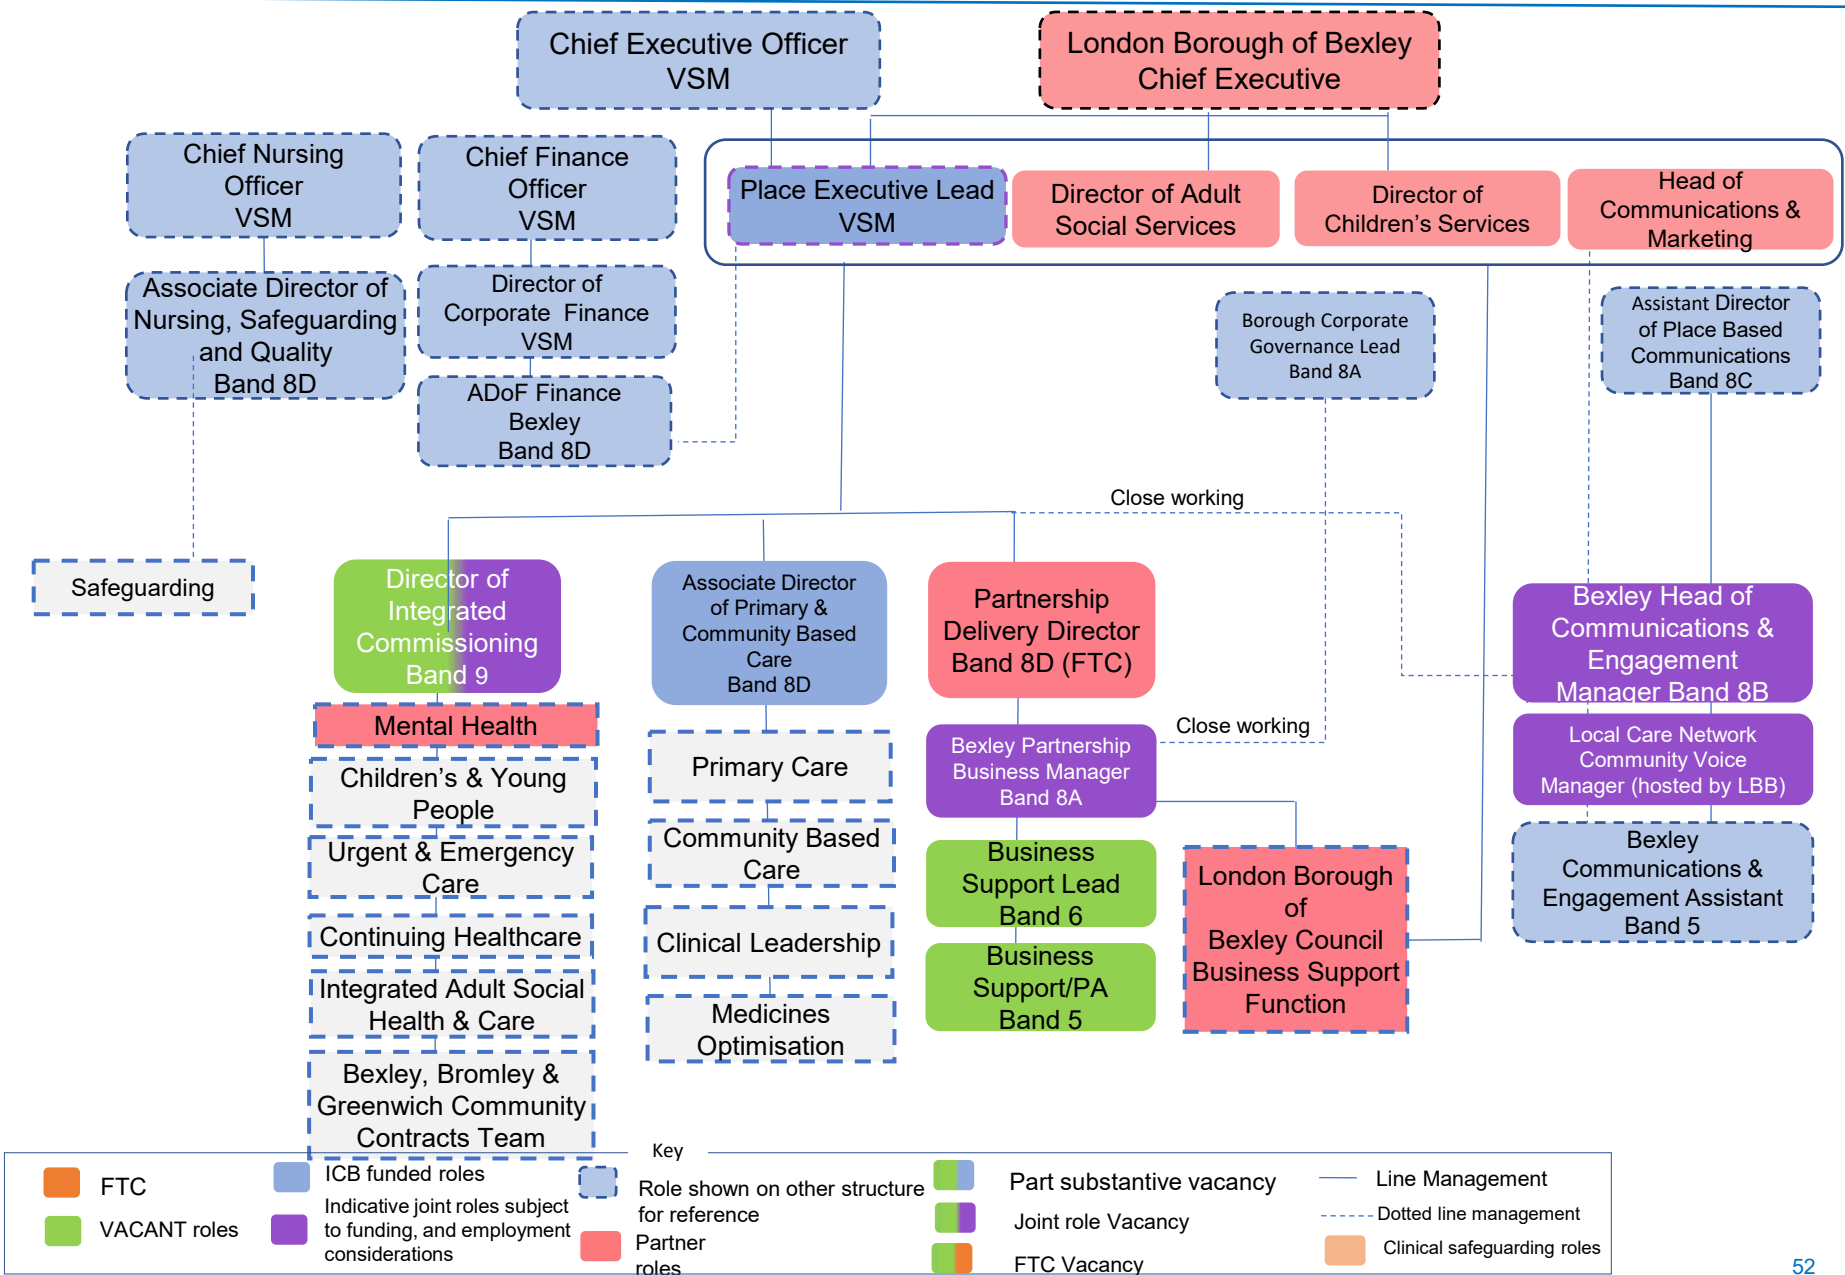 Chief Executive Officer
VSM
London Borough of Bexley
Chief Executive
Chief Nursing
Officer
VSM
Chief Finance
Officer
VSM
Place Executive Lead
VSM
Director of Adult
Social Services
Director of
Children's Services
Head of
Communications &
Marketing
Associate Director of
Nursing, Safeguarding
and Quality
Band 8D
Director of
Corporate Finance
VSM
Borough Corporate
Governance Lead
Band 8A
Assistant Director
of Place Based
Communications
Band 8C
ADoF Finance
Bexley
Band 8D
Close working
Safeguarding
Director of
Integrated
Commissioning
Band 9
Associate Director
of Primary &
Community Based
Care
Band 8D
Partnership
Delivery Director
Band 8D (FTC)
Bexley Head of
Communications &
Engagement
Manager Band 8B
Mental Health
Children's & Young
People
Urgent & Emergency
Care
Continuing Healthcare
Integrated Adult Social
Health & Care
Bexley, Bromley &
Greenwich Community
Contracts Team
Primary Care
Community Based
Care
Clinical Leadership
Medicines
Optimisation
Bexley Partnership
Business Manager
Band 8A
Close working
Business
Support Lead
Band 6
Business
Support/PA
Band 5
London Borough
of
Bexley Council
Business Support
Function
Local Care Network
Community Voice
Manager (hosted by LBB)
Bexley
Communications &
Engagement Assistant
Band 5
Key
FTC
VACANT roles
ICB funded roles
Indicative joint roles subject
to funding, and employment
considerations
Role shown on other structure
for reference
Partner
roles
Part substantive vacancy
Joint role Vacancy
FTC Vacancy
Line Management
Dotted line management
Clinical safeguarding roles
52